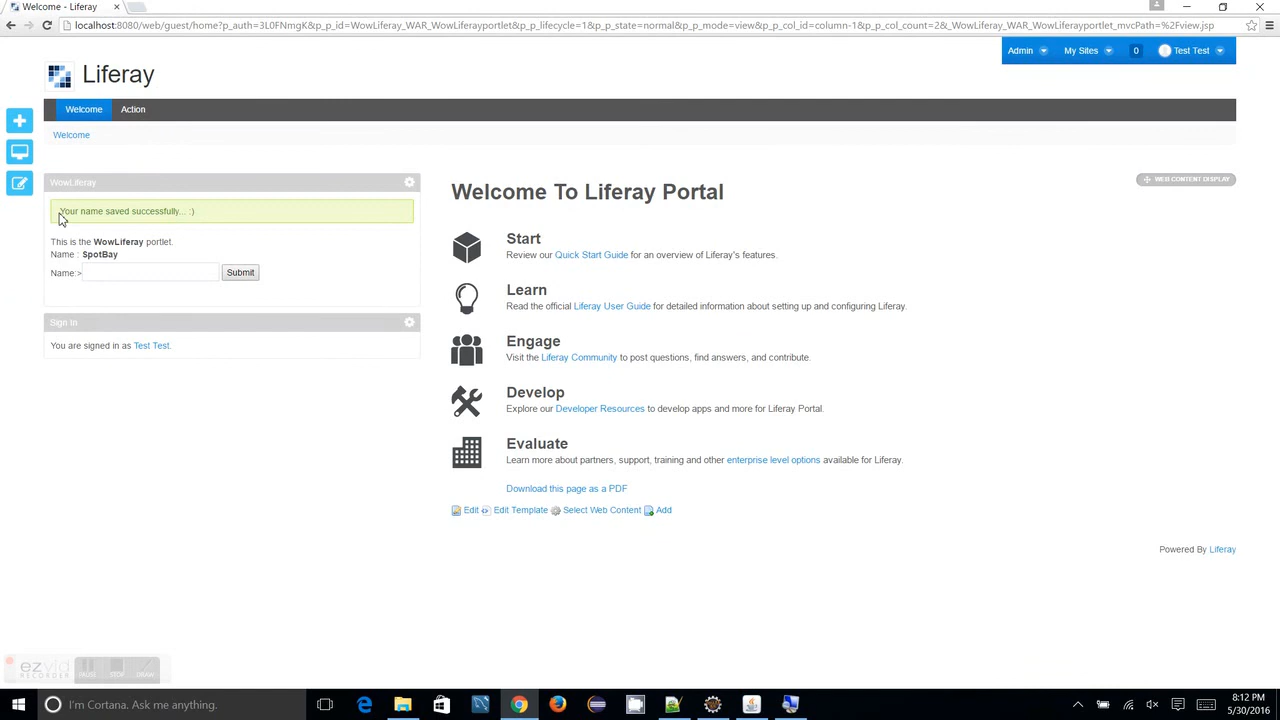 Welcome - Liferay
localhost:8080/web/guest/home?p_auth=3L0FNmgK&p_p_id=WowLiferay_WAR_WowLiferayportlet&p_p_lifecycle=1&p_p_state=normal&p_p_mode=view&p_p_col_id=column-1&p_p_col_count=2&_WowLiferay_WAR_WowLiferayportlet_mvcPath=%2Fview.jsp
Admin
My Sites
0
Test Test
Liferay
Welcome
Action
Welcome
WowLiferay
Your name saved successfully... :)
This is the WowLiferay portlet.
Name : SpotBay
Name:>
Submit
Sign In
You are signed in as Test Test.
WEB CONTENT DISPLAY
Welcome To Liferay Portal
Start
Review our Quick Start Guide for an overview of Liferay's features.
Learn
Read the official Liferay User Guide for detailed information about setting up and configuring Liferay.
Engage
Visit the Liferay Community to post questions, find answers, and contribute.
Develop
Explore our Developer Resources to develop apps and more for Liferay Portal.
Evaluate
Learn more about partners, support, training and other enterprise level options available for Liferay.
Download this page as a PDF
Edit Edit Template Select Web Content Add
Powered By Liferay
ezvid
RECORDER
PAUSE
STOP
DRAW
I'm Cortana. Ask me anything.
8:12 PM
5/30/2016